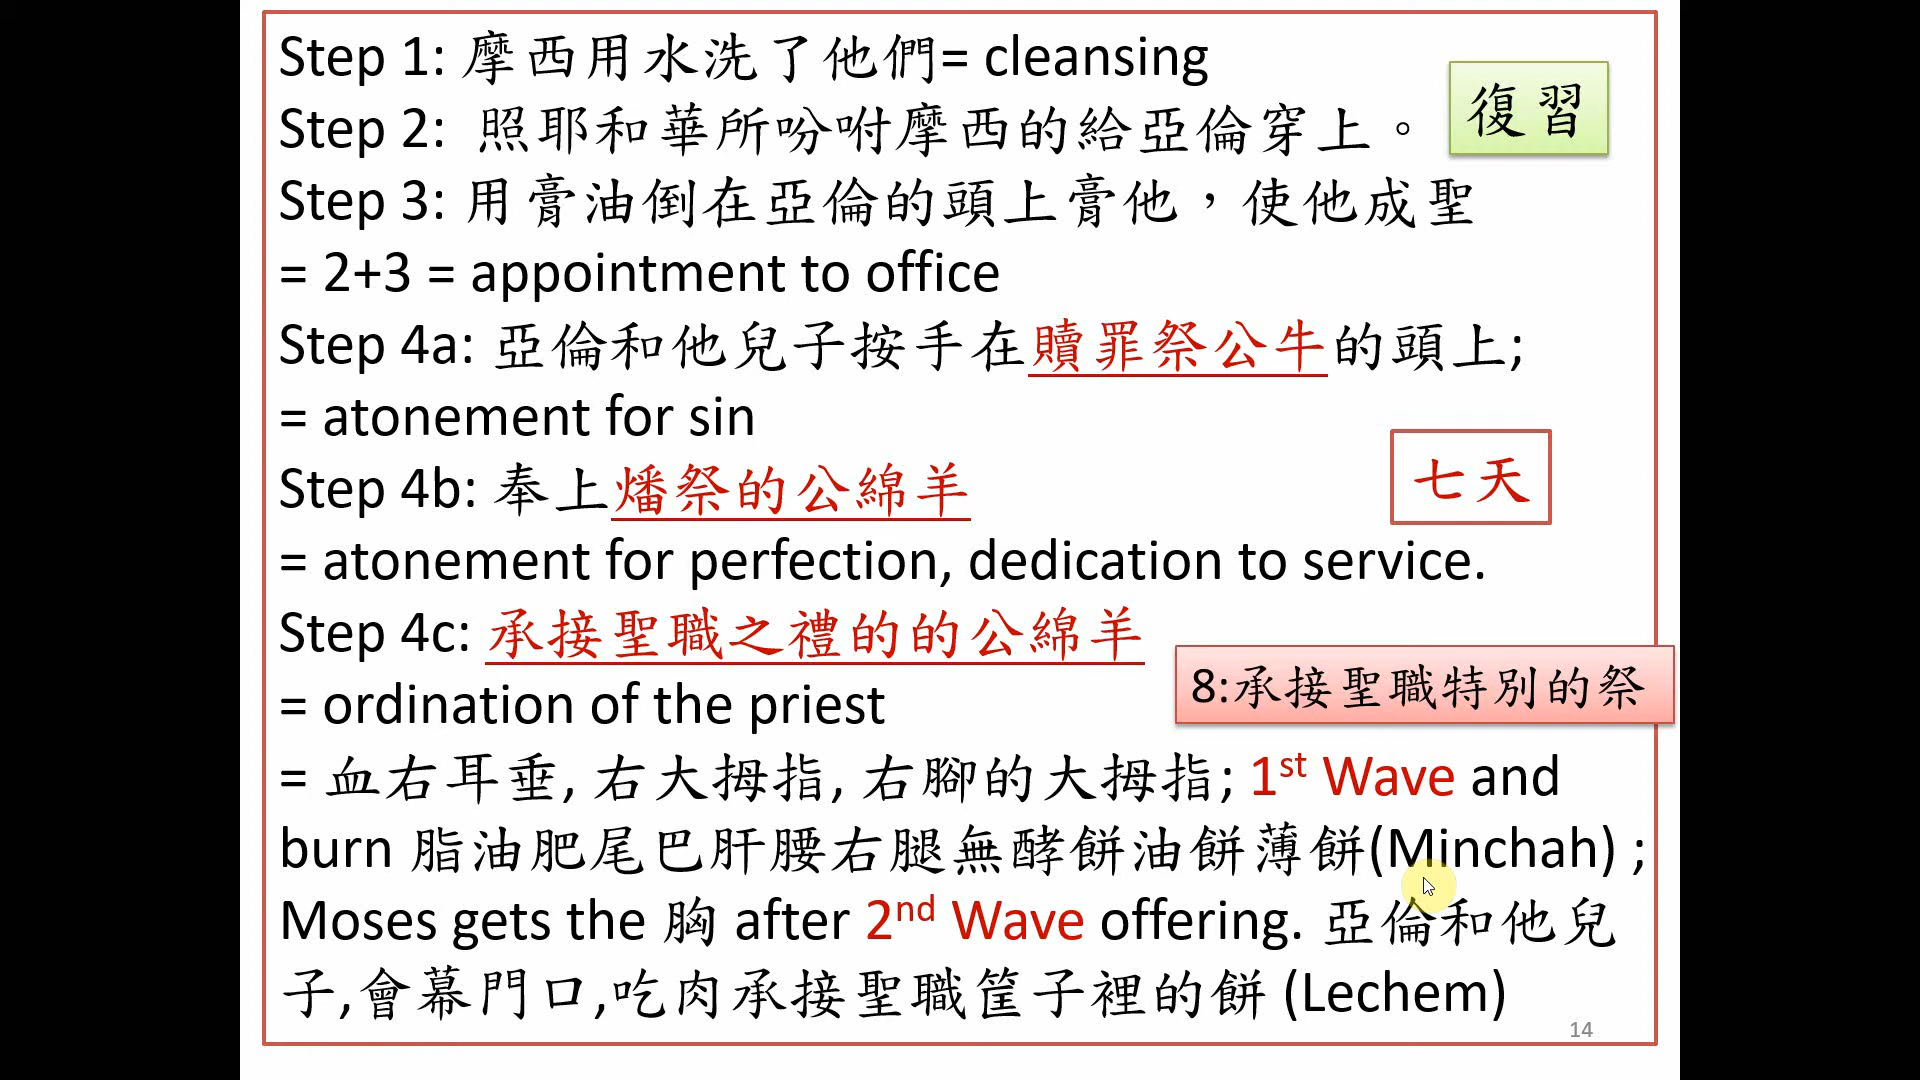 Step 1: 摩西用水洗了他們= cleansing
復習
Step 2: 照耶和華所吩咐摩西的給亞倫穿上。
Step 3: 用膏油倒在亞倫的頭上膏他，使他成聖
= 2+3 = appointment to office
Step 4a: 亞倫和他兒子按手在贖罪祭公牛的頭上;
= atonement for sin
七天
Step 4b: 奉上燔祭的公綿羊
= atonement for perfection, dedication to service.
Step 4c: 承接聖職之禮的的公綿羊
8:承接聖職特別的祭
= ordination of the priest
= 血右耳垂, 右大拇指, 右腳的大拇指; 1st Wave and
burn 脂油肥尾巴肝腰右腿無酵餅油餅薄餅(Minchah) ;
Moses gets the 胸 after 2nd Wave offering. 亞倫和他兒
子,會幕門口,吃肉承接聖職筐子裡的餅 (Lechem)
14